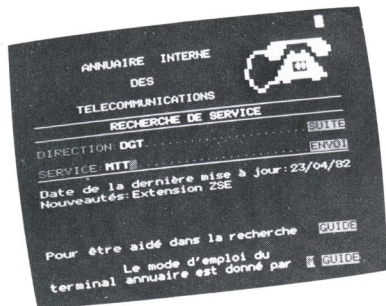 ANNUAIRE INTERNE
DES
TELECOMMUNICATIONS
RECHERCHE DE SERVICE
DIRECTION:DGT SUITE
SERVICE:MTT ENVOI
Date de la dernière mise à jour:23/04/82
Nouveautés:Extension ZSE
Pour être aidé dans la recherche GUIDE
Le mode d'emploi du
terminal annuaire est donné par M GUIDE